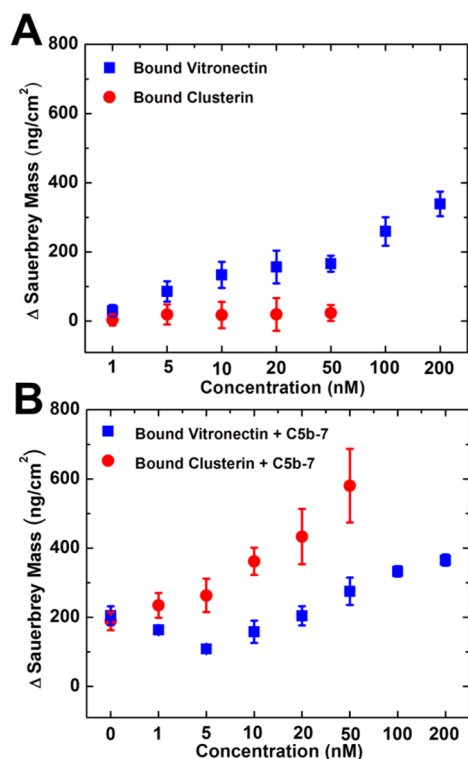 A
800
Bound Vitronectin
Bound Clusterin
600
400
200
0
Δ Sauerbrey Mass (ng/cm²)
1 5 10 20 50 100 200
Concentration (nM)
B
800
Bound Vitronectin + C5b-7
Bound Clusterin + C5b-7
600
400
200
0
Δ Sauerbrey Mass (ng/cm²)
0 1 5 10 20 50 100 200
Concentration (nM)